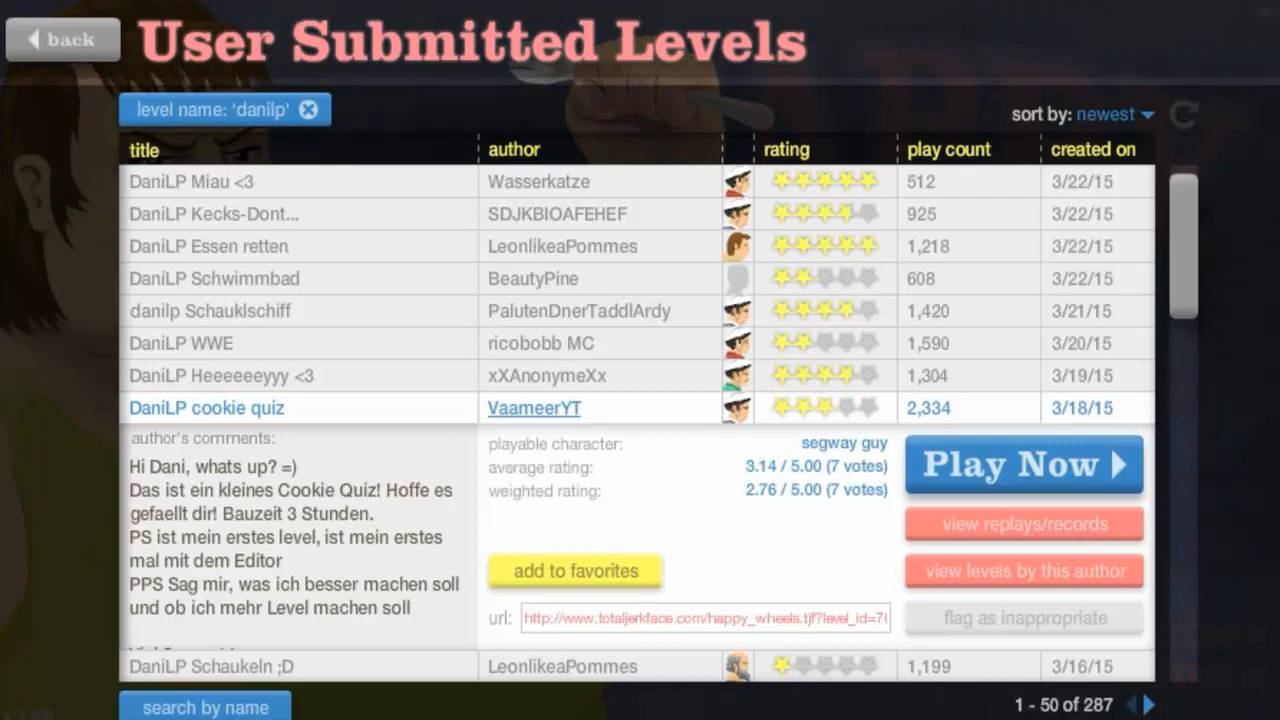 back
User Submitted Levels
level name: 'danilp'
sort by: newest
title author rating play count created on
DaniLP Miau <3 Wasserkatze 512 3/22/15
DaniLP Kecks-Dont... SDJKBIOAFEHEF 925 3/22/15
DaniLP Essen retten LeonlikeaPommes 1,218 3/22/15
DaniLP Schwimmbad BeautyPine 608 3/22/15
danilp Schauklschiff PalutenDnerTaddlArdy 1,420 3/21/15
DaniLP WWE ricobobb MC 1,590 3/20/15
DaniLP Heeeeeeyyy <3 xXAnonymeXx 1,304 3/19/15
DaniLP cookie quiz VaameerYT 2,334 3/18/15
author's comments:
Hi Dani, whats up? =)
Das ist ein kleines Cookie Quiz! Hoffe es
gefaellt dir! Bauzeit 3 Stunden.
PS ist mein erstes level, ist mein erstes
mal mit dem Editor
PPS Sag mir, was ich besser machen soll
und ob ich mehr Level machen soll
playable character: segway guy
average rating: 3.14 / 5.00 (7 votes)
weighted rating: 2.76 / 5.00 (7 votes)
add to favorites
url: http://www.totaljerkface.com/happy_wheels.tjf?level_id=7
Play Now
view replays/records
view levels by this author
flag as inappropriate
DaniLP Schaukeln ;D LeonlikeaPommes 1,199 3/16/15
search by name
1 - 50 of 287